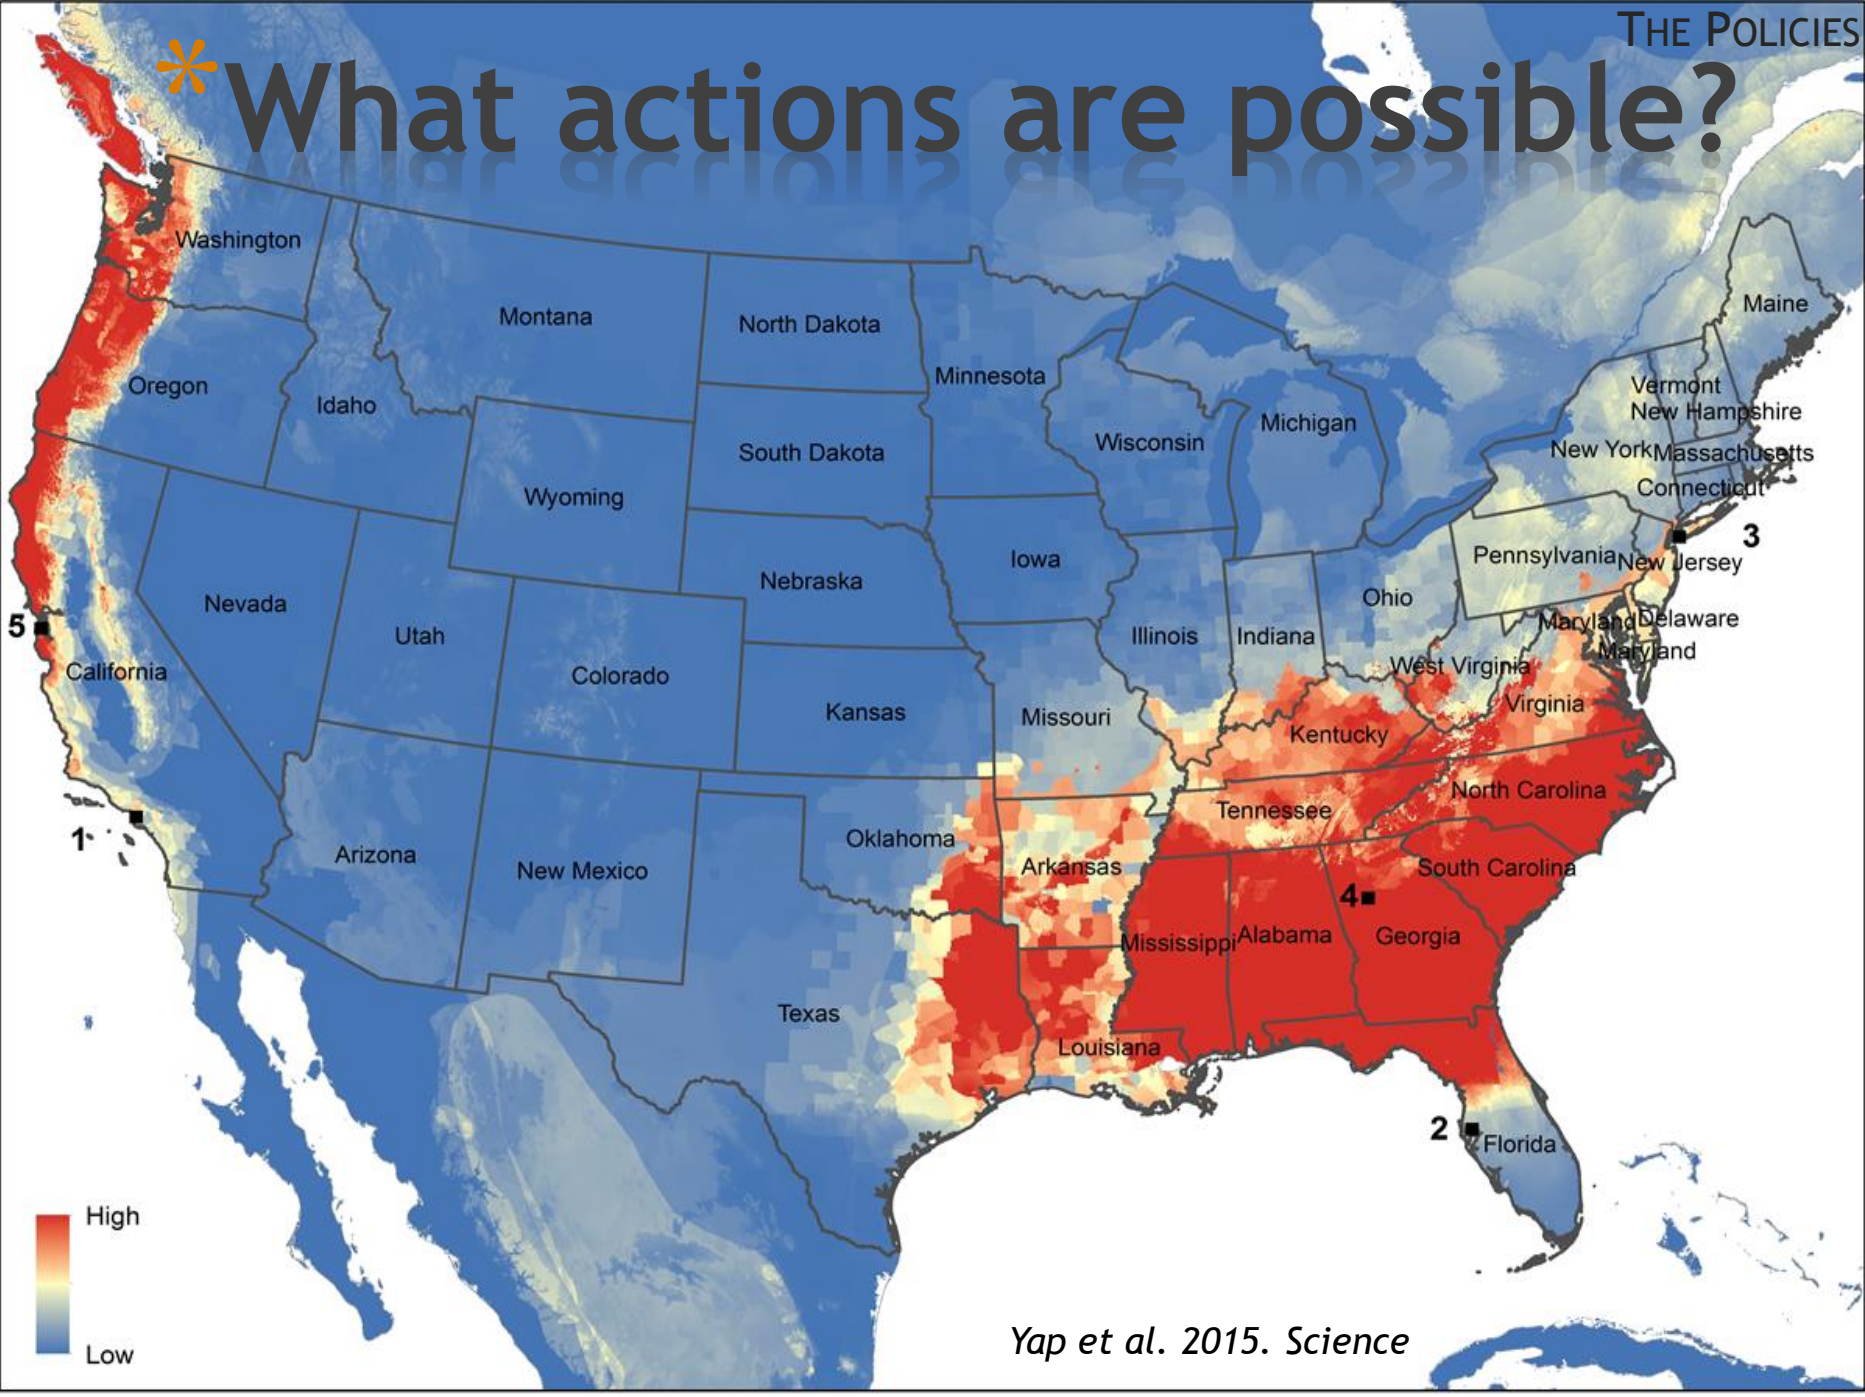 THE POLICIES
*What actions are possible?
Washington
Montana
North Dakota
Minnesota
Maine
Oregon
Idaho
Vermont
New Hampshire
Michigan
Wisconsin
South Dakota
New York
Massachusetts
Wyoming
Connecticut
3
Iowa
Pennsylvania
New Jersey
Nebraska
Nevada
Ohio
5
Utah
Illinois
Indiana
Maryland
Delaware
Maryland
California
Colorado
West Virginia
Kansas
Missouri
Virginia
Kentucky
1
Oklahoma
Tennessee
North Carolina
Arizona
New Mexico
Arkansas
South Carolina
4
Mississippi
Alabama
Georgia
Texas
Louisiana
2
Florida
High
Low
Yap et al. 2015. Science